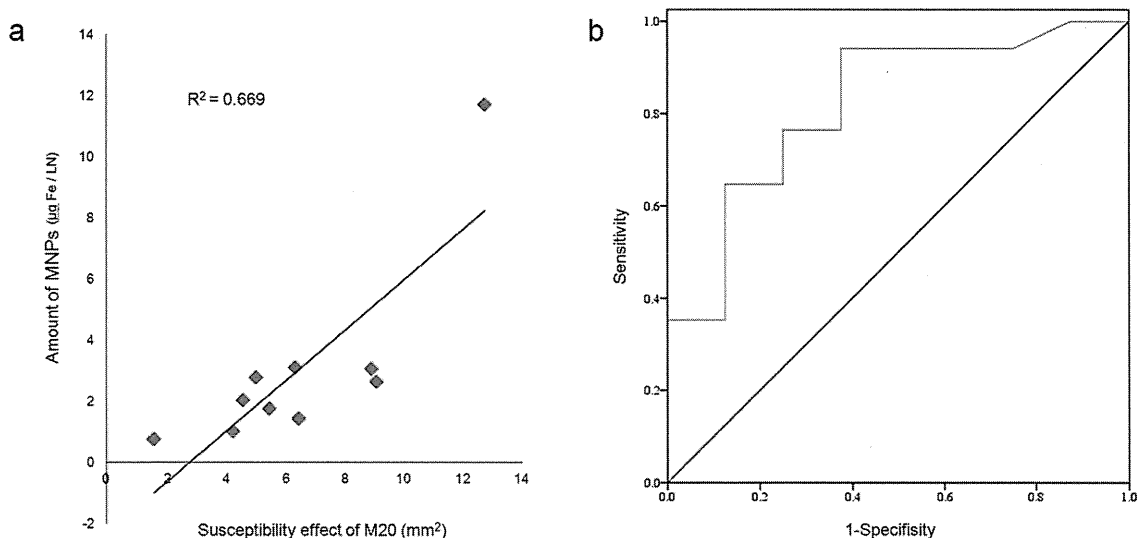 a
14
12
10
8
6
4
2
0
-2
R² = 0.669
Amount of MNPs (µg Fe / LN)
0 2 4 6 8 10 12 14
Susceptibility effect of M20 (mm²)
b
1.0
0.8
0.6
0.4
0.2
0.0
Sensitivity
0.0 0.2 0.4 0.6 0.8 1.0
1-Specifisity